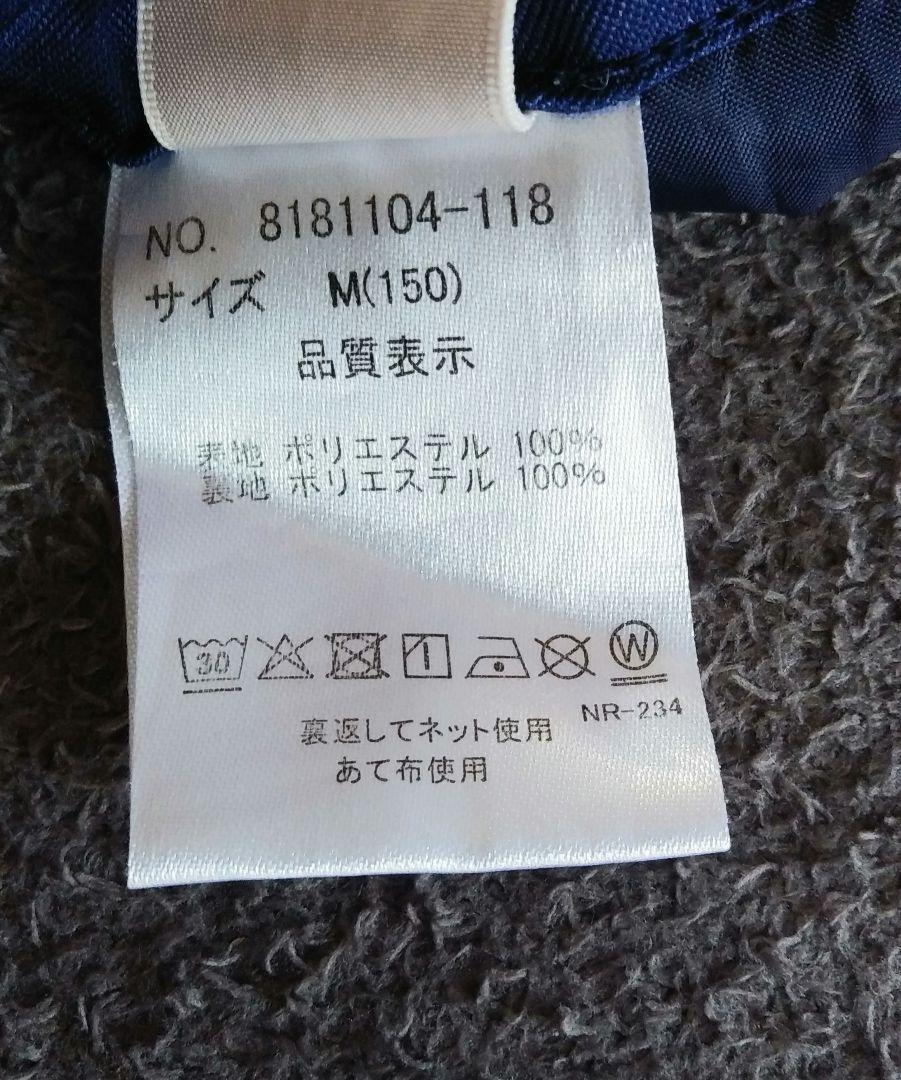 NO. 8181104-118
サイズ M(150)
品質表示
表地 ポリエステル 100%
裏地 ポリエステル 100%
30
W
NR-234
裏返してネット使用
あて布使用